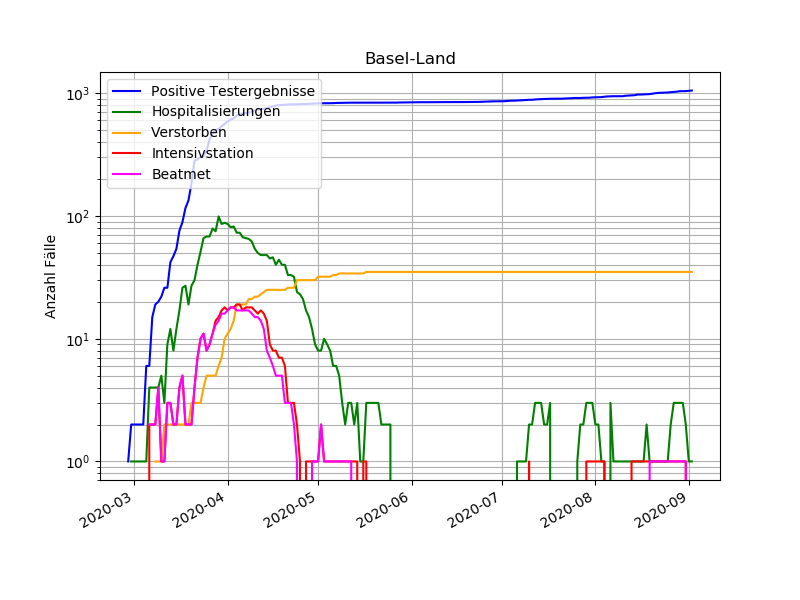 Basel-Land
Positive Testergebnisse
Hospitalisierungen
Verstorben
Intensivstation
Beatmet
Anzahl Fälle
10³
10²
10¹
10⁰
2020-03
2020-04
2020-05
2020-06
2020-07
2020-08
2020-09